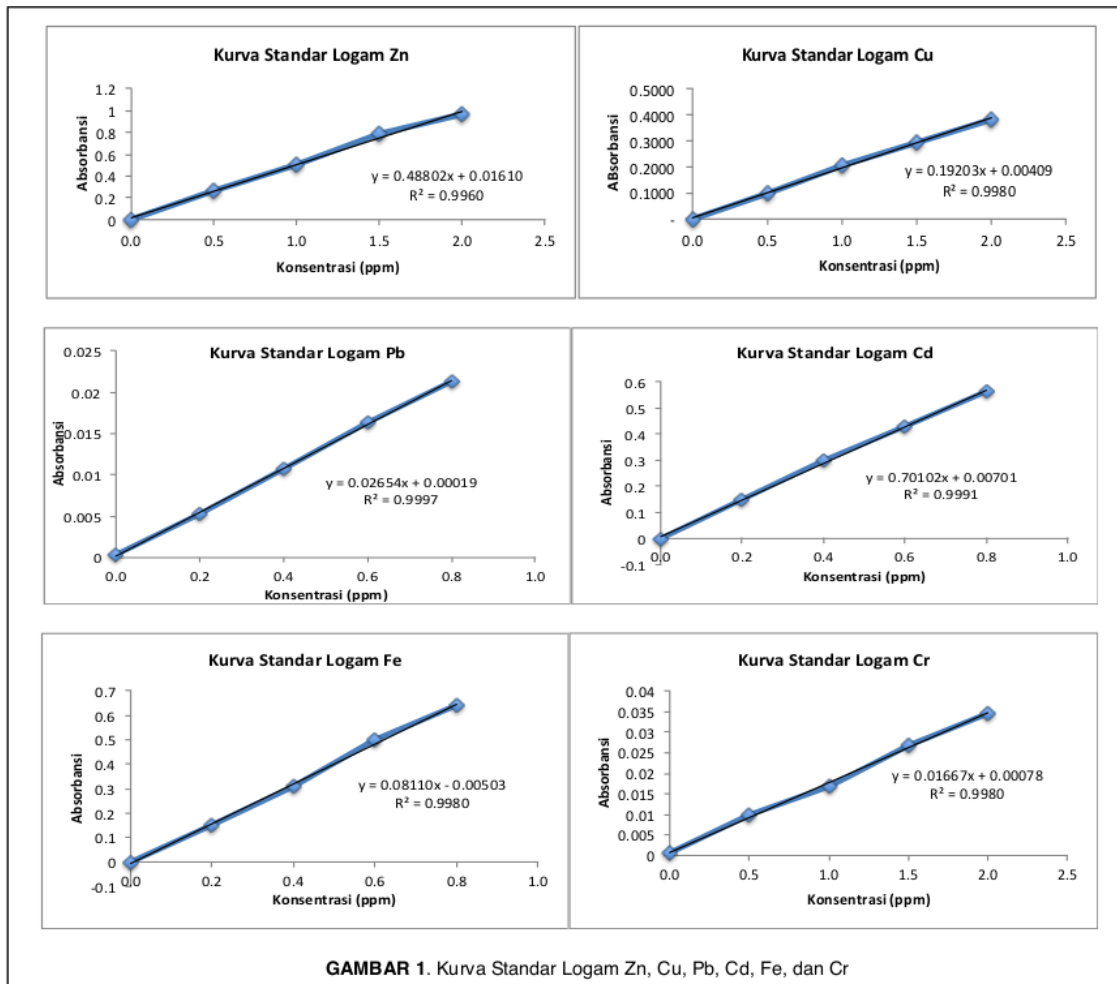 Kurva Standar Logam Zn
Absorbansi
1.2
1
0.8
0.6
0.4
0.2
0
y = 0.48802x + 0.01610
R² = 0.9960
0.0 0.5 1.0 1.5 2.0 2.5
Konsentrasi (ppm)
Kurva Standar Logam Cu
ABsorbansi
0.5000
0.4000
0.3000
0.2000
0.1000
-
y = 0.19203x + 0.00409
R² = 0.9980
0.0 0.5 1.0 1.5 2.0 2.5
Konsentrasi (ppm)
Kurva Standar Logam Pb
Absorbansi
0.025
0.02
0.015
0.01
0.005
0
y = 0.02654x + 0.00019
R² = 0.9997
0.0 0.2 0.4 0.6 0.8 1.0
Konsentrasi (ppm)
Kurva Standar Logam Cd
Absorbansi
0.6
0.5
0.4
0.3
0.2
0.1
0
-0.1
y = 0.70102x + 0.00701
R² = 0.9991
0.0 0.2 0.4 0.6 0.8 1.0
Konsentrasi (ppm)
Kurva Standar Logam Fe
Absorbansi
0.7
0.6
0.5
0.4
0.3
0.2
0.1
0
-0.1
y = 0.08110x - 0.00503
R² = 0.9980
0.0 0.2 0.4 0.6 0.8 1.0
Konsentrasi (ppm)
Kurva Standar Logam Cr
Absorbansi
0.04
0.035
0.03
0.025
0.02
0.015
0.01
0.005
0
y = 0.01667x + 0.00078
R² = 0.9980
0.0 0.5 1.0 1.5 2.0 2.5
Konsentrasi (ppm)
GAMBAR 1. Kurva Standar Logam Zn, Cu, Pb, Cd, Fe, dan Cr